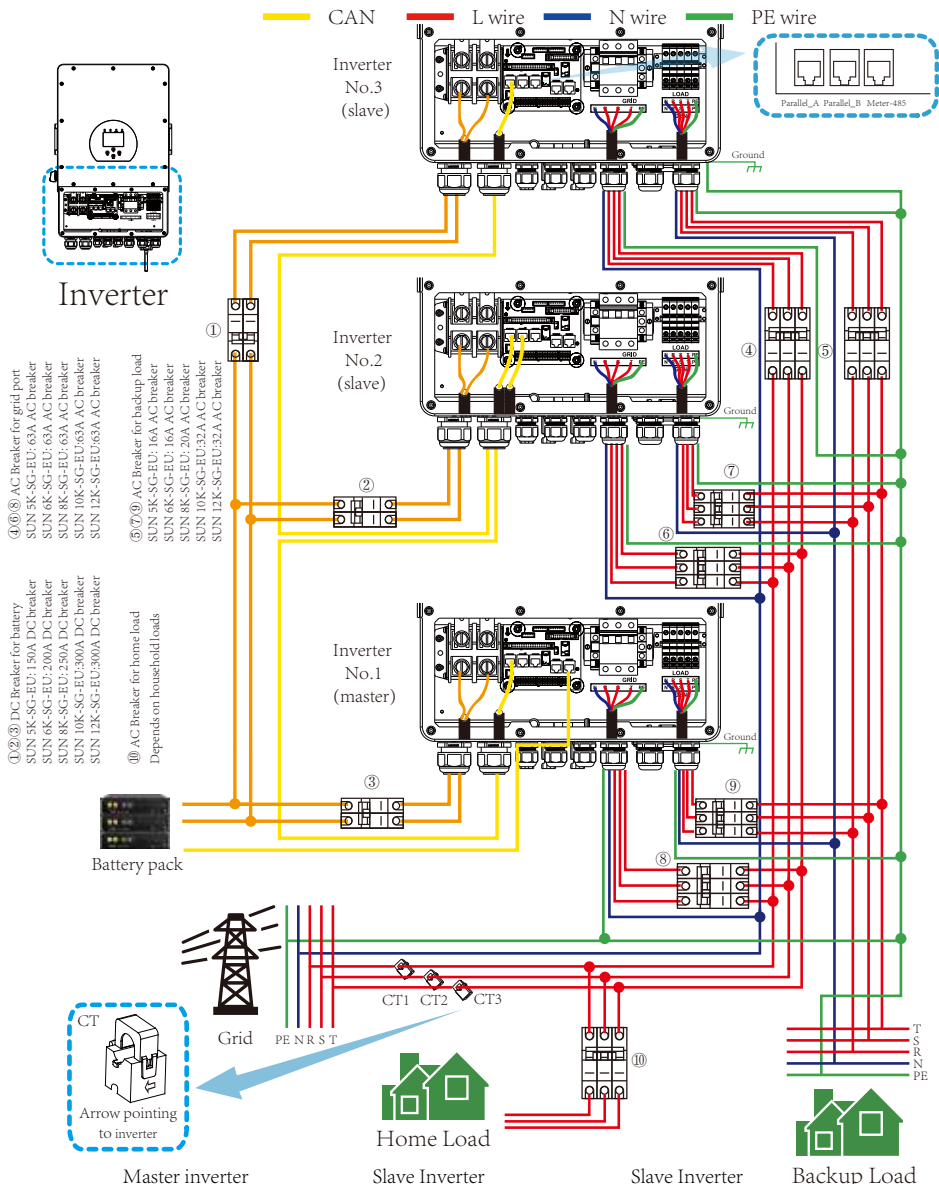 CAN
L wire
N wire
PE wire
Inverter
No.3
(slave)
GRID
LOAD
Parallel_A Parallel_B Meter-485
Ground
Inverter
①
Inverter
No.2
(slave)
GRID
LOAD
Ground
④
⑤
②
⑦
⑥
④⑥⑧ AC Breaker for grid port
SUN 5K-SG-EU: 63A AC breaker
SUN 6K-SG-EU: 63A AC breaker
SUN 8K-SG-EU: 63A AC breaker
SUN 10K-SG-EU:63A AC breaker
SUN 12K-SG-EU:63A AC breaker
⑤⑦⑨ AC Breaker for backup load
SUN 5K-SG-EU: 16A AC breaker
SUN 6K-SG-EU: 16A AC breaker
SUN 8K-SG-EU: 20A AC breaker
SUN 10K-SG-EU:32A AC breaker
SUN 12K-SG-EU:32A AC breaker
①②③ DC Breaker for battery
SUN 5K-SG-EU: 150A DC breaker
SUN 6K-SG-EU: 200A DC breaker
SUN 8K-SG-EU: 250A DC breaker
SUN 10K-SG-EU:300A DC breaker
SUN 12K-SG-EU:300A DC breaker
⑩ AC Breaker for home load
Depends on household loads
Inverter
No.1
(master)
GRID
LOAD
Ground
③
⑨
⑧
Battery pack
CT1 CT2 CT3
Grid
PE N R S T
CT
Arrow pointing
to inverter
⑩
Home Load
T
S
R
N
PE
Backup Load
Master inverter
Slave Inverter
Slave Inverter